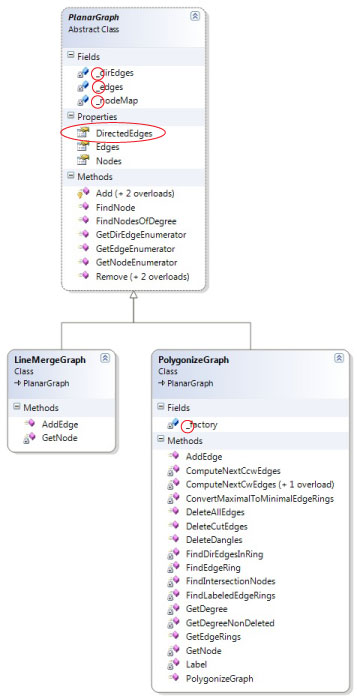 PlanarGraph
Abstract Class
Fields
_dirEdges
_edges
_nodeMap
Properties
DirectedEdges
Edges
Nodes
Methods
Add (+ 2 overloads)
FindNode
FindNodesOfDegree
GetDirEdgeEnumerator
GetEdgeEnumerator
GetNodeEnumerator
Remove (+ 2 overloads)
LineMergeGraph
Class
PlanarGraph
Methods
AddEdge
GetNode
PolygonizeGraph
Class
PlanarGraph
Fields
_factory
Methods
AddEdge
ComputeNextCcwEdges
ComputeNextCwEdges (+ 1 overload)
ConvertMaximalToMinimalEdgeRings
DeleteAllEdges
DeleteCutEdges
DeleteDangles
FindDirEdgesInRing
FindEdgeRing
FindIntersectionNodes
FindLabeledEdgeRings
GetDegree
GetDegreeNonDeleted
GetEdgeRings
GetNode
Label
PolygonizeGraph